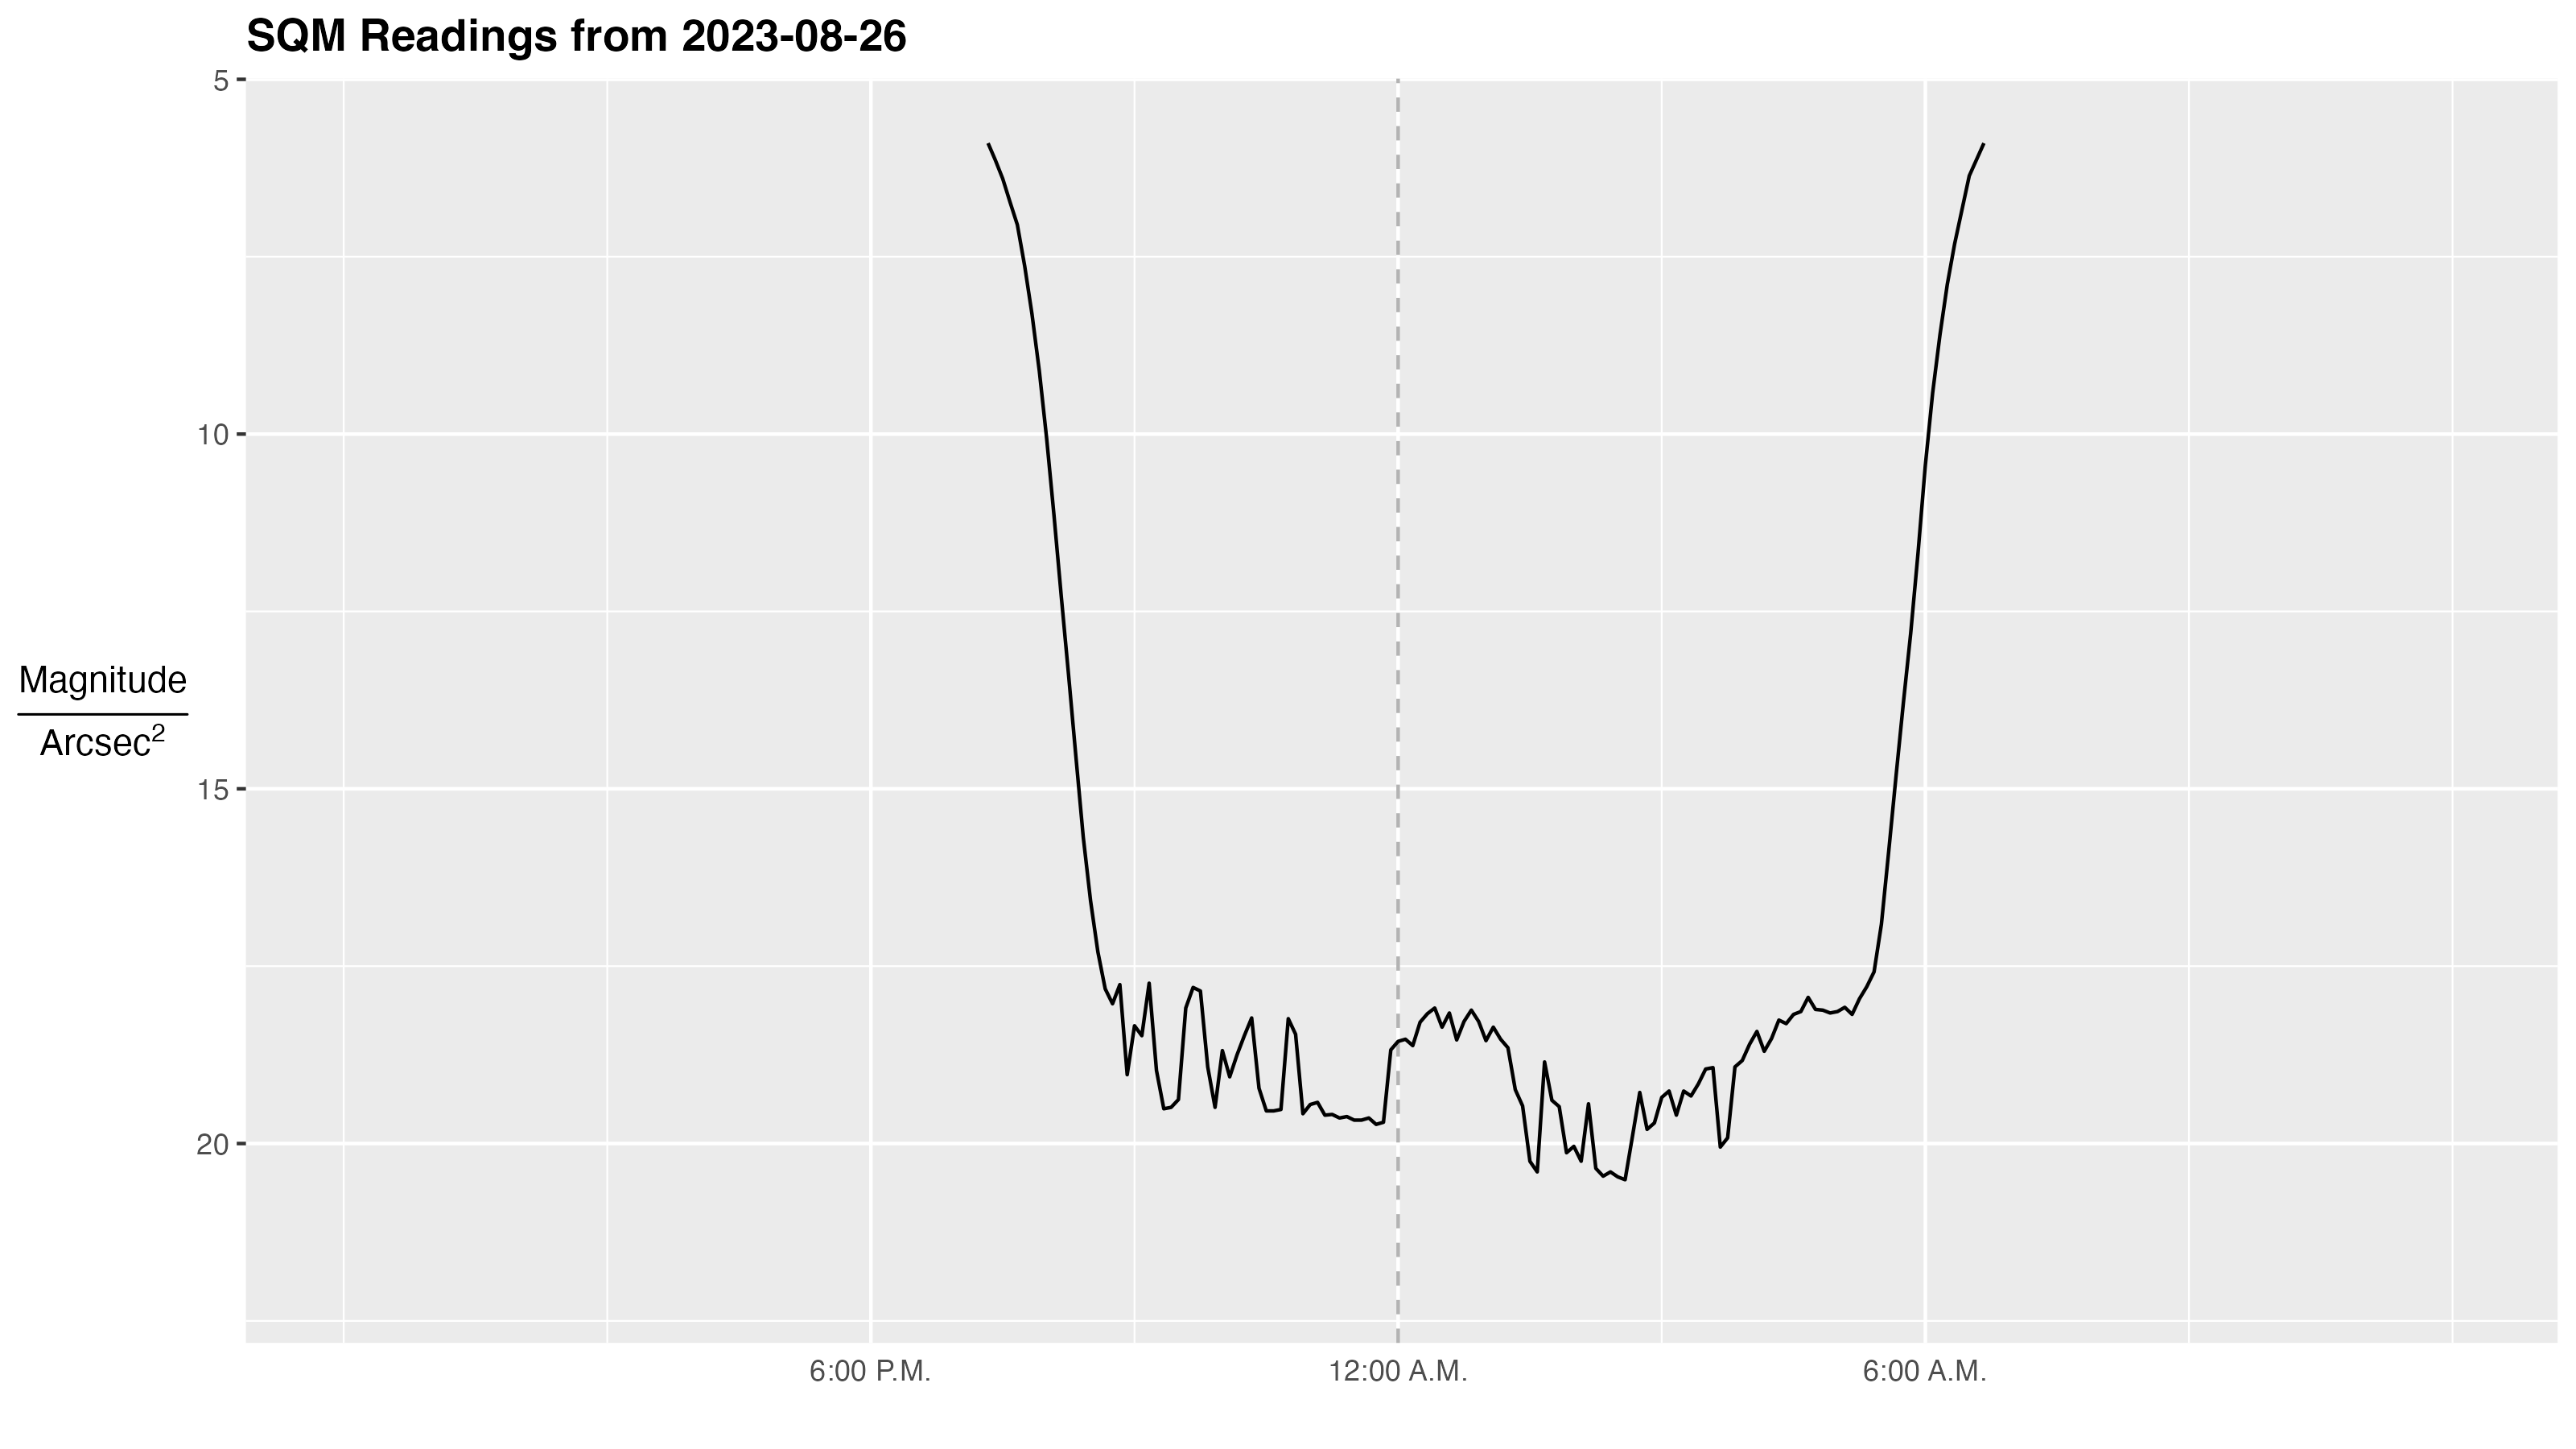 SQM Readings from 2023-08-26
5
10
15
20
Magnitude
Arcsec²
6:00 P.M.
12:00 A.M.
6:00 A.M.